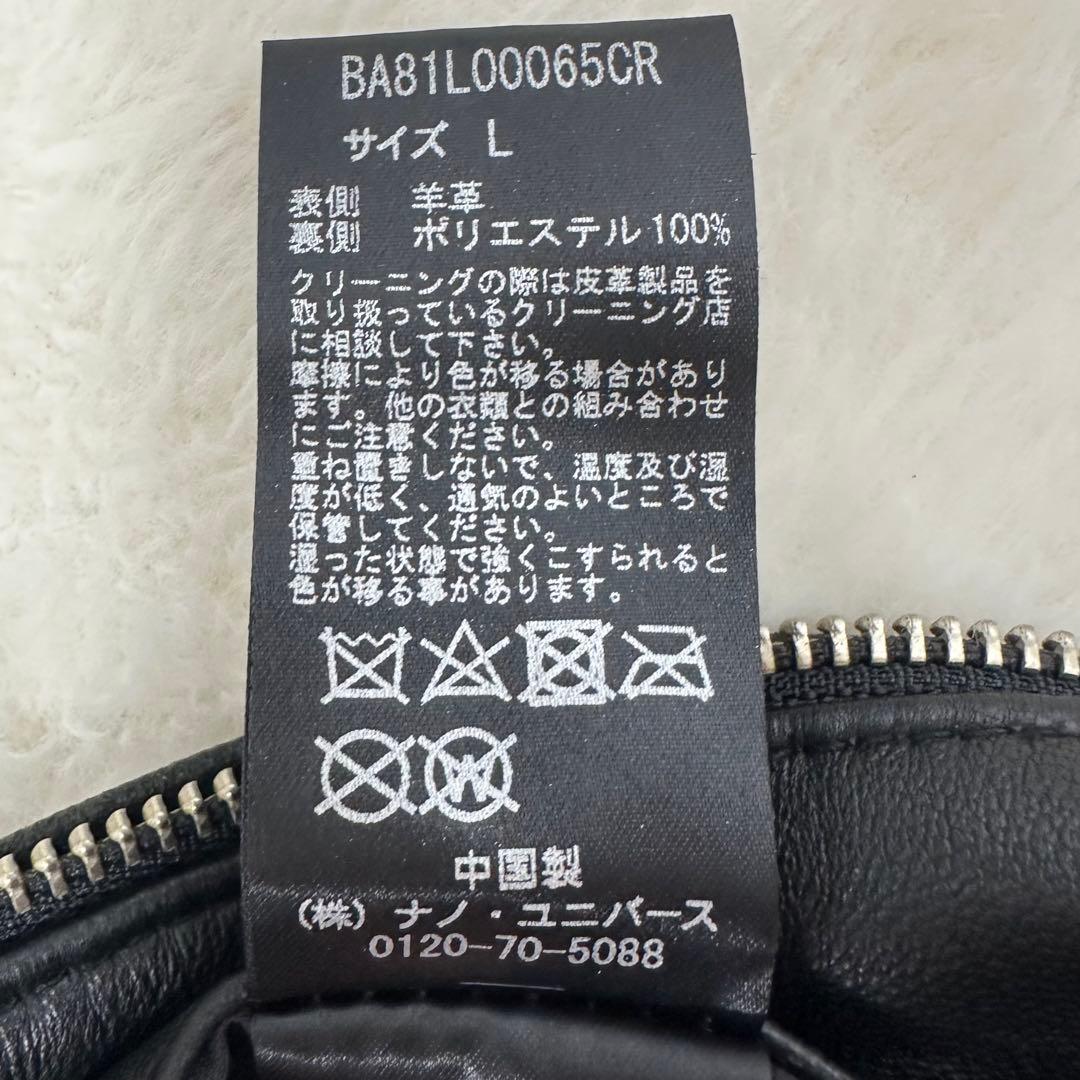 BA81L00065CR
サイズ L
表側 羊革
裏側 ポリエステル100%
クリーニングの際は皮革製品を
取り扱っているクリーニング店
に相談して下さい。
摩擦により色が移る場合があり
ます。他の衣類との組み合わせ
にご注意ください。
重ね置きしないで、温度及び湿
度が低く、通気のよいところで
保管してください。
湿った状態で強くこすられると
色が移る事があります。
W
中国製
(株)ナノ・ユニバース
0120-70-5088